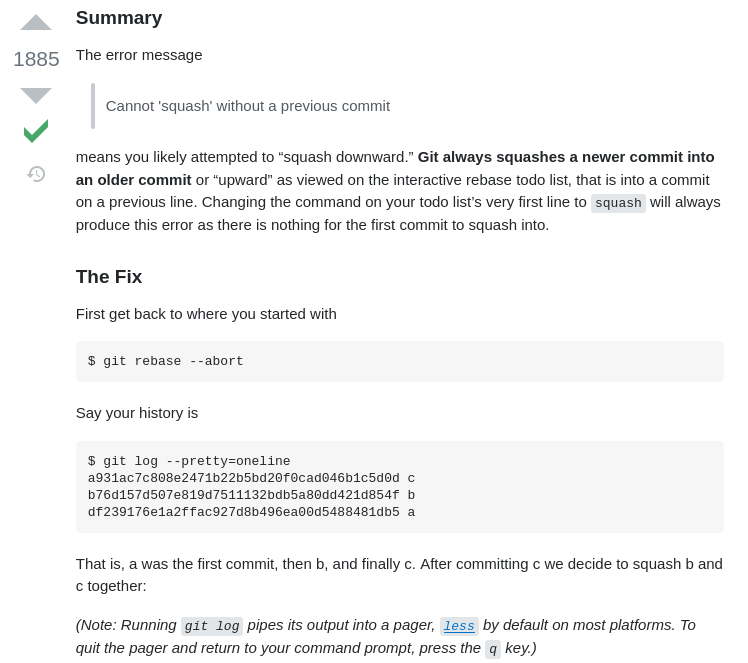 Summary
1885
The error message
Cannot 'squash' without a previous commit
means you likely attempted to “squash downward.” Git always squashes a newer commit into
an older commit or “upward” as viewed on the interactive rebase todo list, that is into a commit
on a previous line. Changing the command on your todo list’s very first line to squash will always
produce this error as there is nothing for the first commit to squash into.
The Fix
First get back to where you started with
$ git rebase --abort
Say your history is
$ git log --pretty=oneline
a931ac7c808e2471b22b5bd20f0cad046b1c5d0d c
b76d157d507e819d7511132bdb5a80dd421d854f b
df239176e1a2ffac927d8b496ea00d5488481db5 a
That is, a was the first commit, then b, and finally c. After committing c we decide to squash b and
c together:
(Note: Running git log pipes its output into a pager, less by default on most platforms. To
quit the pager and return to your command prompt, press the q key.)